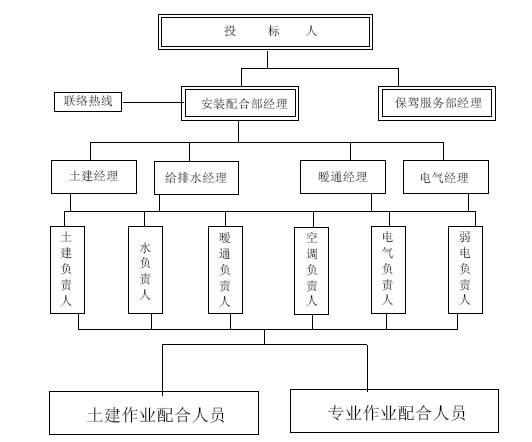 投 标 人
联络热线
安装配合部经理
保驾服务部经理
土建经理
给排水经理
暖通经理
电气经理
土建负责人
水负责人
暖通负责人
空调负责人
电气负责人
弱电负责人
土建作业配合人员
专业作业配合人员